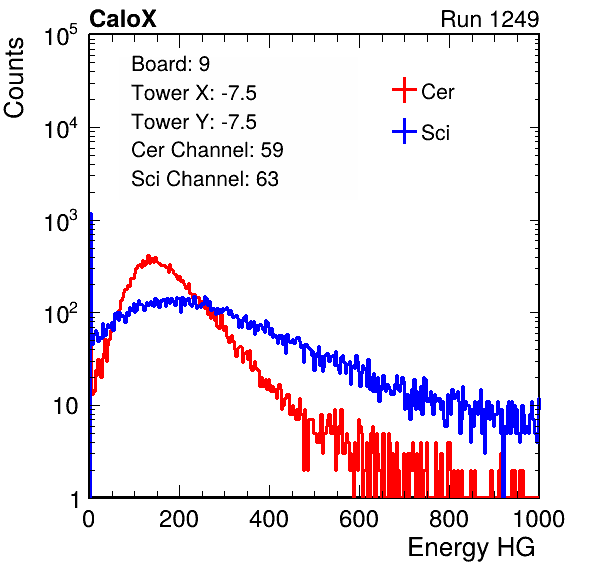 CaloX Run 1249
Counts
Board: 9
Tower X: -7.5
Tower Y: -7.5
Cer Channel: 59
Sci Channel: 63
Cer
Sci
10^5
10^4
10^3
10^2
10
1
0 200 400 600 800 1000
Energy HG